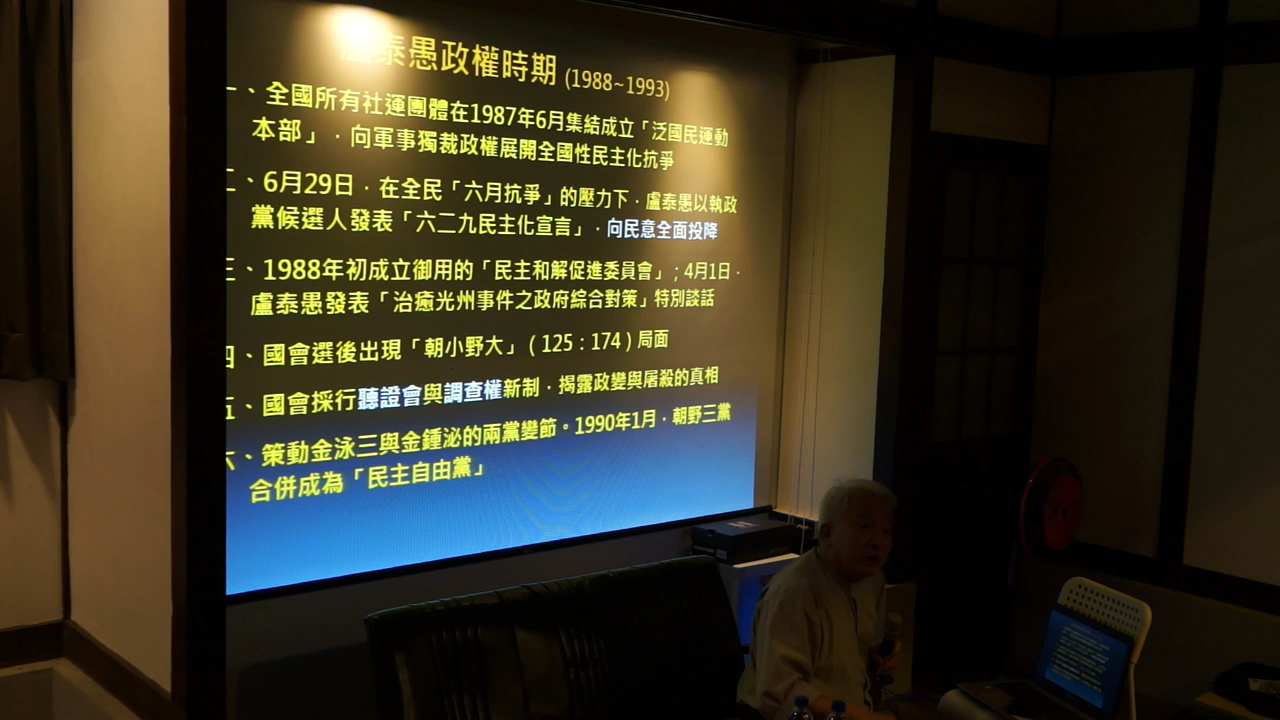 盧泰愚政權時期 (1988~1993)
一、全國所有社運團體在1987年6月集結成立「泛國民運動
本部」，向軍事獨裁政權展開全國性民主化抗爭
二、6月29日，在全民「六月抗爭」的壓力下，盧泰愚以執政
黨候選人發表「六二九民主化宣言」，向民意全面投降
三、1988年初成立御用的「民主和解促進委員會」；4月1日，
盧泰愚發表「治癒光州事件之政府綜合對策」特別談話
四、國會選後出現「朝小野大」(125：174) 局面
五、國會採行聽證會與調查權新制，揭露政變與屠殺的真相
六、策動金泳三與金鍾泌的兩黨變節。1990年1月，朝野三黨
合併成為「民主自由黨」